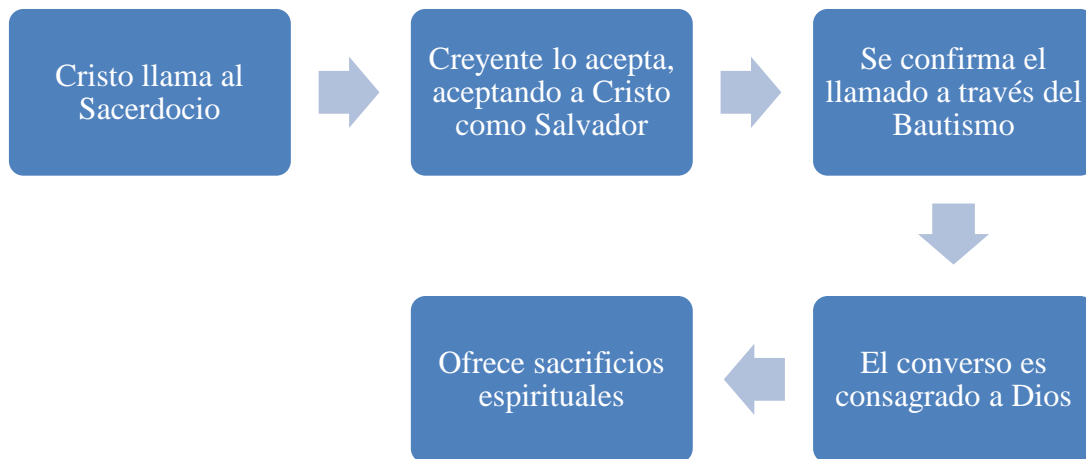 Cristo llama al
Sacerdocio
Creyente lo acepta,
aceptando a Cristo
como Salvador
Se confirma el
llamado a través del
Bautismo
El converso es
consagrado a Dios
Ofrece sacrificios
espirituales